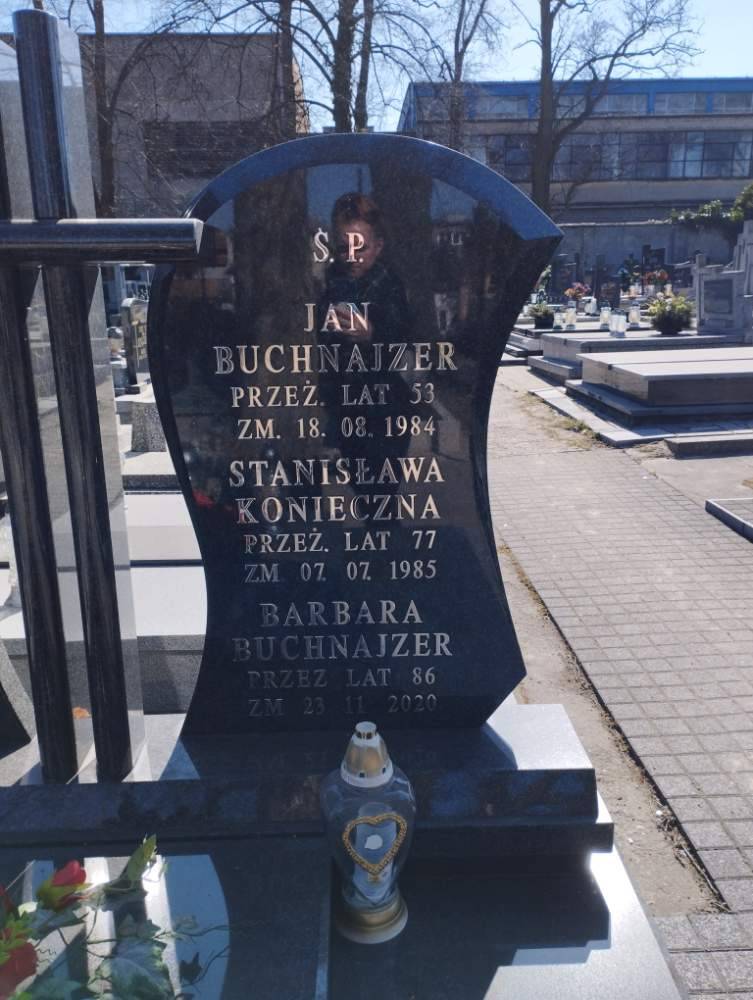 Ś. P.
JAN
BUCHNAJZER
PRZEŻ. LAT 53
ZM. 18. 08. 1984
STANISŁAWA
KONIECZNA
PRZEŻ. LAT 77
ZM 07. 07. 1985
BARBARA
BUCHNAJZER
PRZEZ LAT 86
ZM 23 11 2020